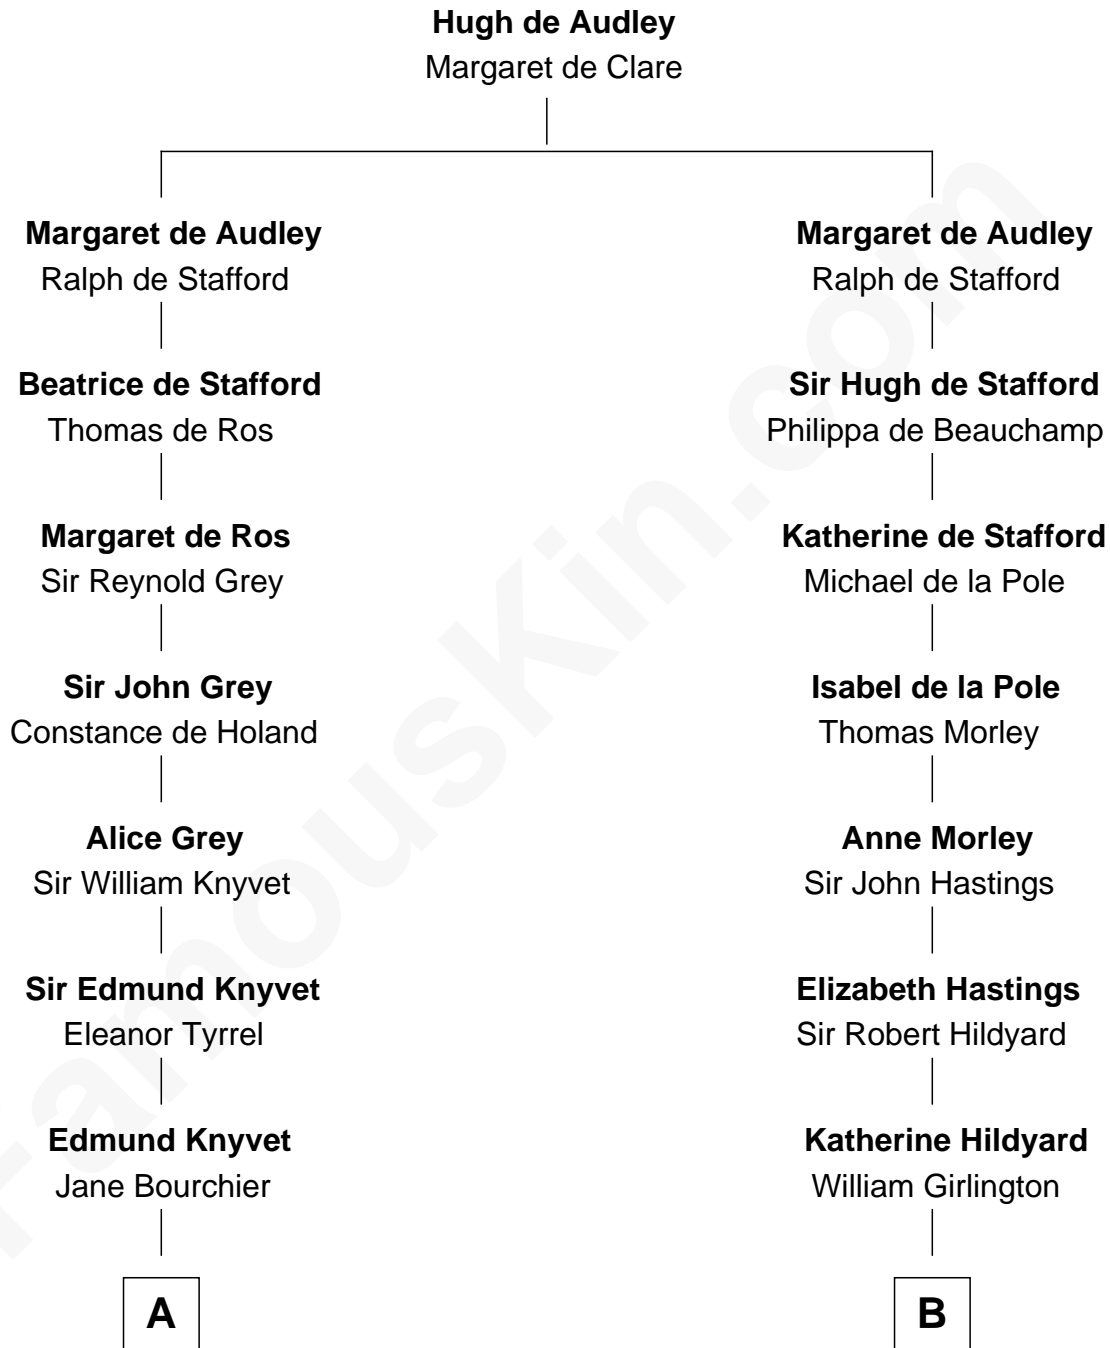 Hugh de Audley
Margaret de Clare
Margaret de Audley
Ralph de Stafford
Beatrice de Stafford
Thomas de Ros
Margaret de Ros
Sir Reynold Grey
Sir John Grey
Constance de Holand
Alice Grey
Sir William Knyvet
Sir Edmund Knyvet
Eleanor Tyrrel
Edmund Knyvet
Jane Bourchier
A
Margaret de Audley
Ralph de Stafford
Sir Hugh de Stafford
Philippa de Beauchamp
Katherine de Stafford
Michael de la Pole
Isabel de la Pole
Thomas Morley
Anne Morley
Sir John Hastings
Elizabeth Hastings
Sir Robert Hildyard
Katherine Hildyard
William Girlington
B
FamousKin.com